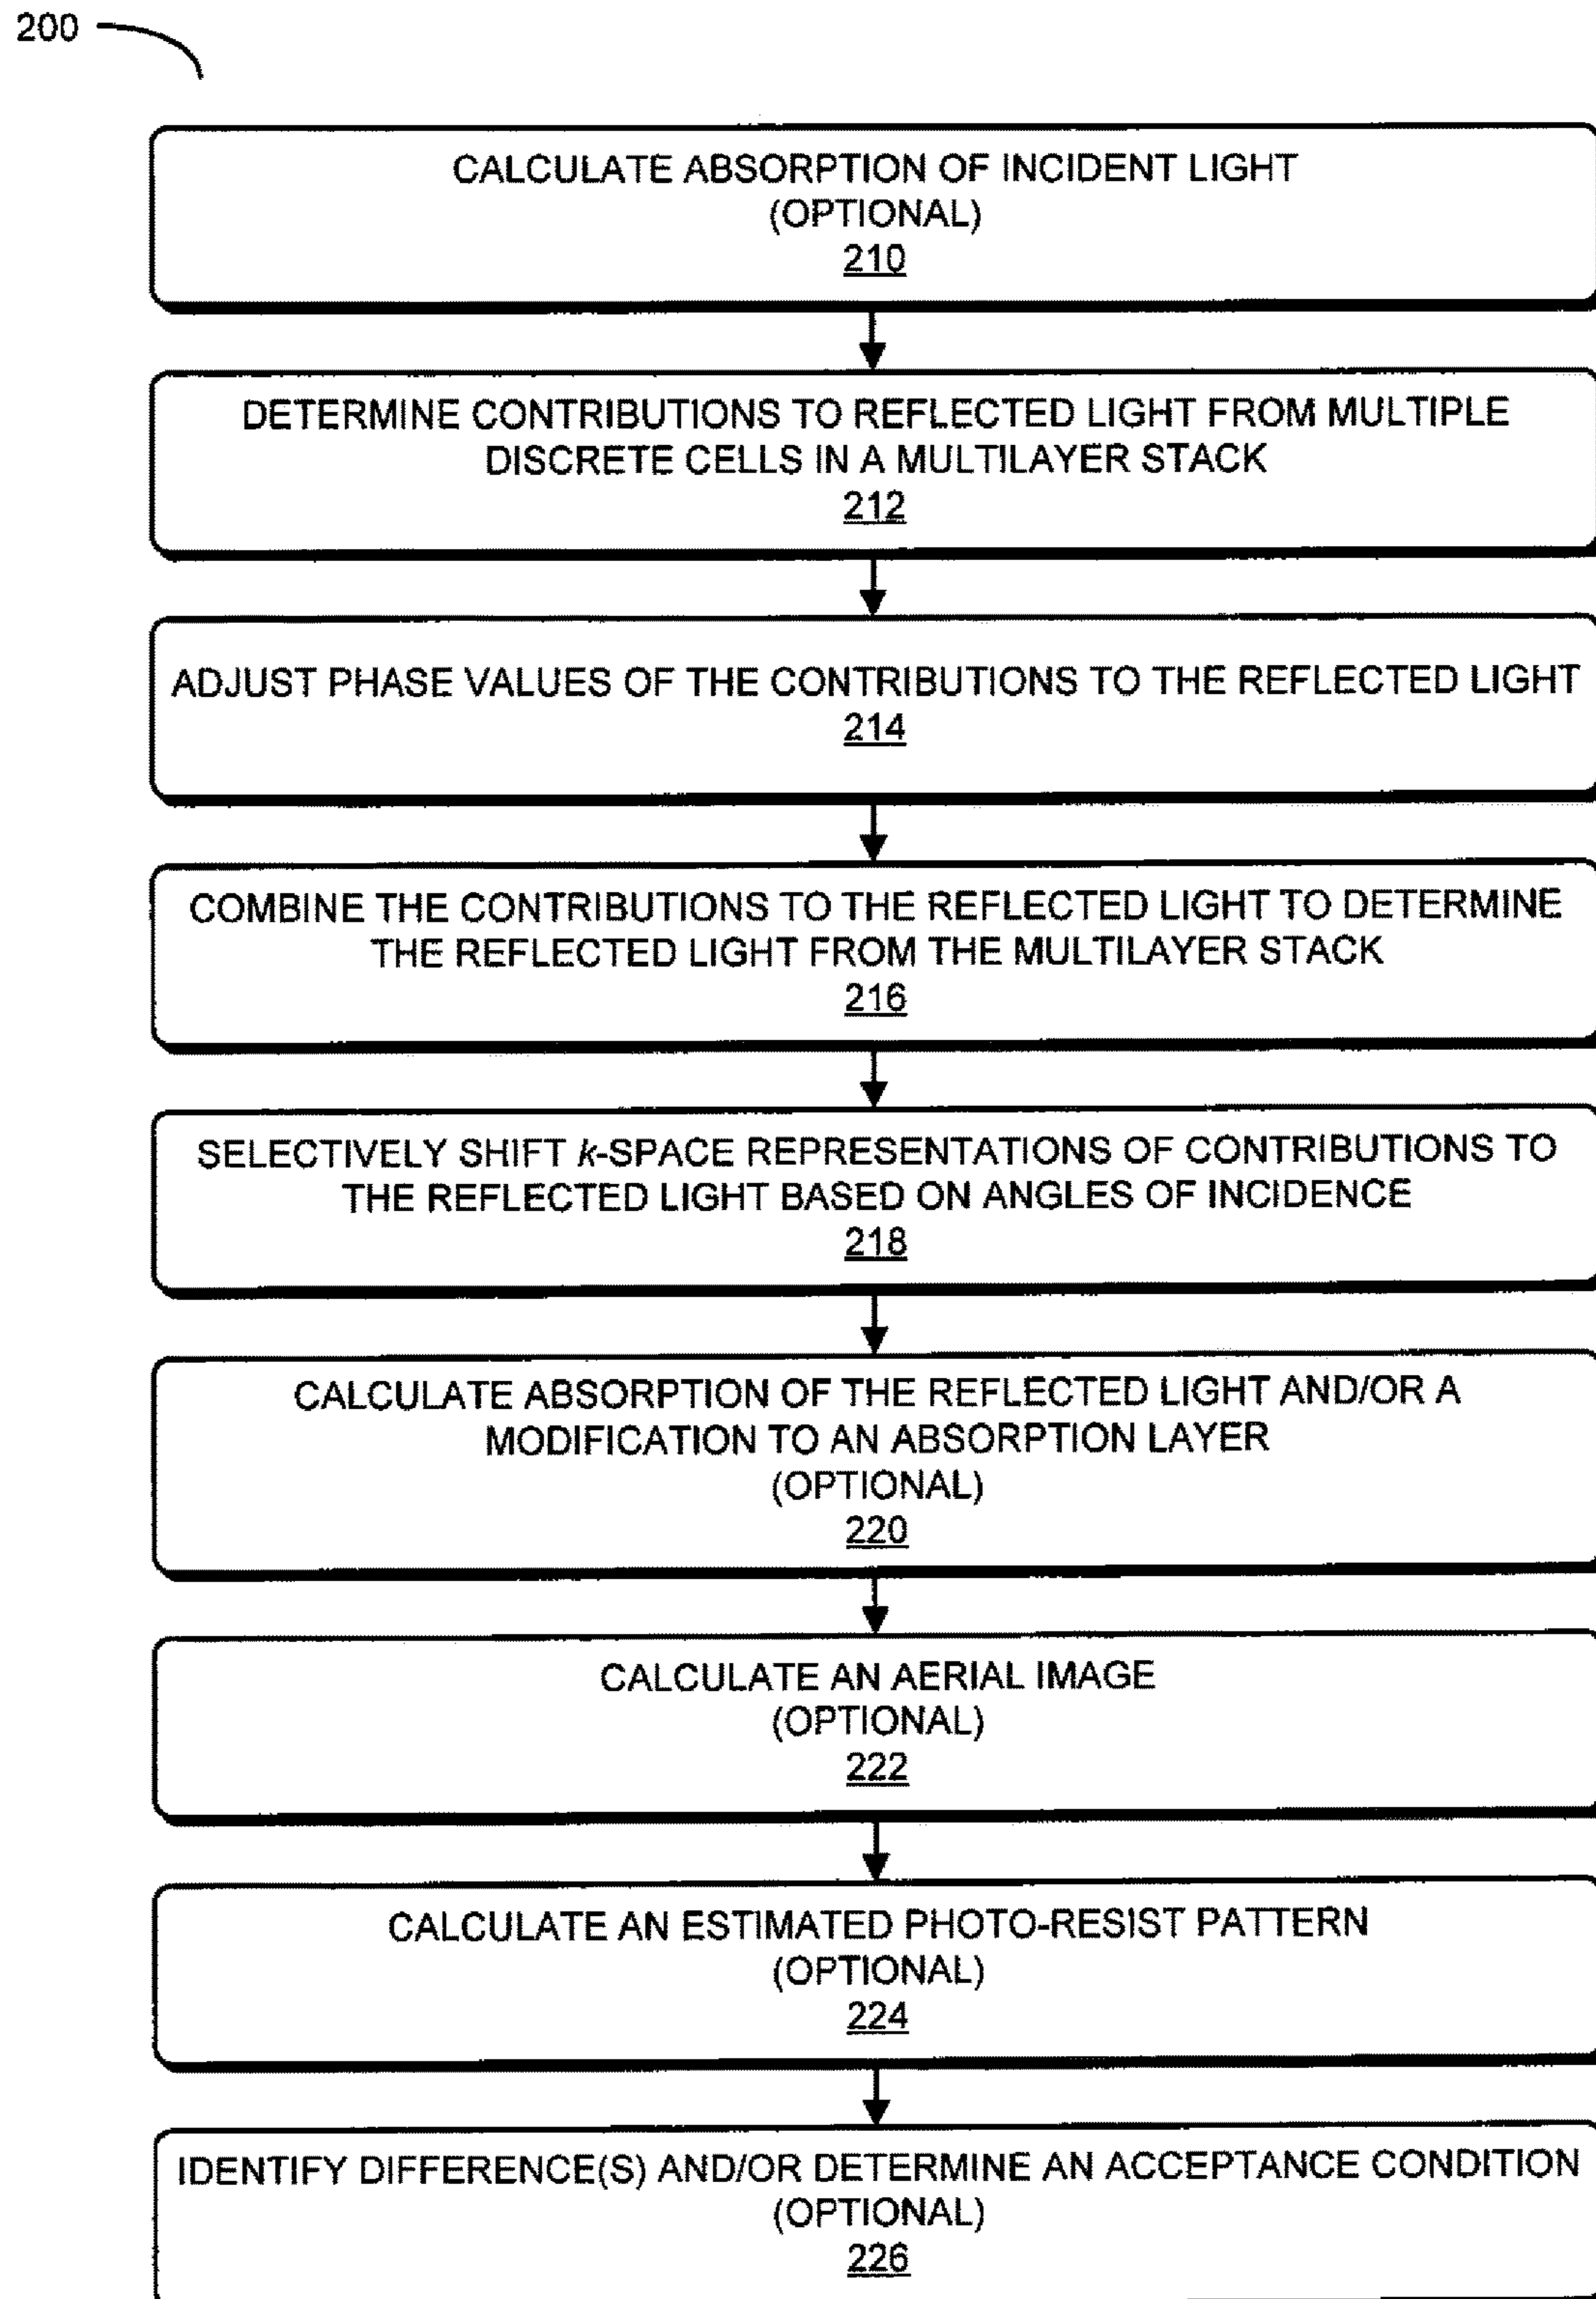 200
CALCULATE ABSORPTION OF INCIDENT LIGHT
(OPTIONAL)
210
DETERMINE CONTRIBUTIONS TO REFLECTED LIGHT FROM MULTIPLE
DISCRETE CELLS IN A MULTILAYER STACK
212
ADJUST PHASE VALUES OF THE CONTRIBUTIONS TO THE REFLECTED LIGHT
214
COMBINE THE CONTRIBUTIONS TO THE REFLECTED LIGHT TO DETERMINE
THE REFLECTED LIGHT FROM THE MULTILAYER STACK
216
SELECTIVELY SHIFT k-SPACE REPRESENTATIONS OF CONTRIBUTIONS TO
THE REFLECTED LIGHT BASED ON ANGLES OF INCIDENCE
218
CALCULATE ABSORPTION OF THE REFLECTED LIGHT AND/OR A
MODIFICATION TO AN ABSORPTION LAYER
(OPTIONAL)
220
CALCULATE AN AERIAL IMAGE
(OPTIONAL)
222
CALCULATE AN ESTIMATED PHOTO-RESIST PATTERN
(OPTIONAL)
224
IDENTIFY DIFFERENCE(S) AND/OR DETERMINE AN ACCEPTANCE CONDITION
(OPTIONAL)
226